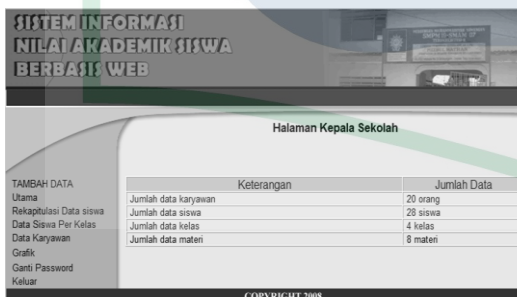 SISTEM INFORMASI
NILAI AKADEMIK SISWA
BERBASIS WEB
Halaman Kepala Sekolah
TAMBAH DATA
Utama
Rekapitulasi Data siswa
Data Siswa Per Kelas
Data Karyawan
Grafik
Ganti Password
Keluar
Keterangan Jumlah Data
Jumlah data karyawan 20 orang
Jumlah data siswa 28 siswa
Jumlah data kelas 4 kelas
Jumlah data materi 8 materi
COPYRIGHT 2008